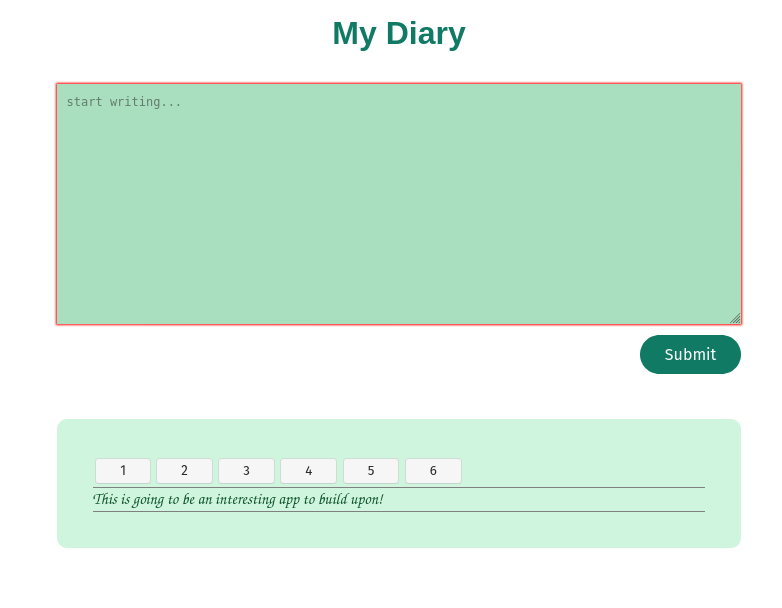 My Diary
start writing...
Submit
1 2 3 4 5 6
This is going to be an interesting app to build upon!